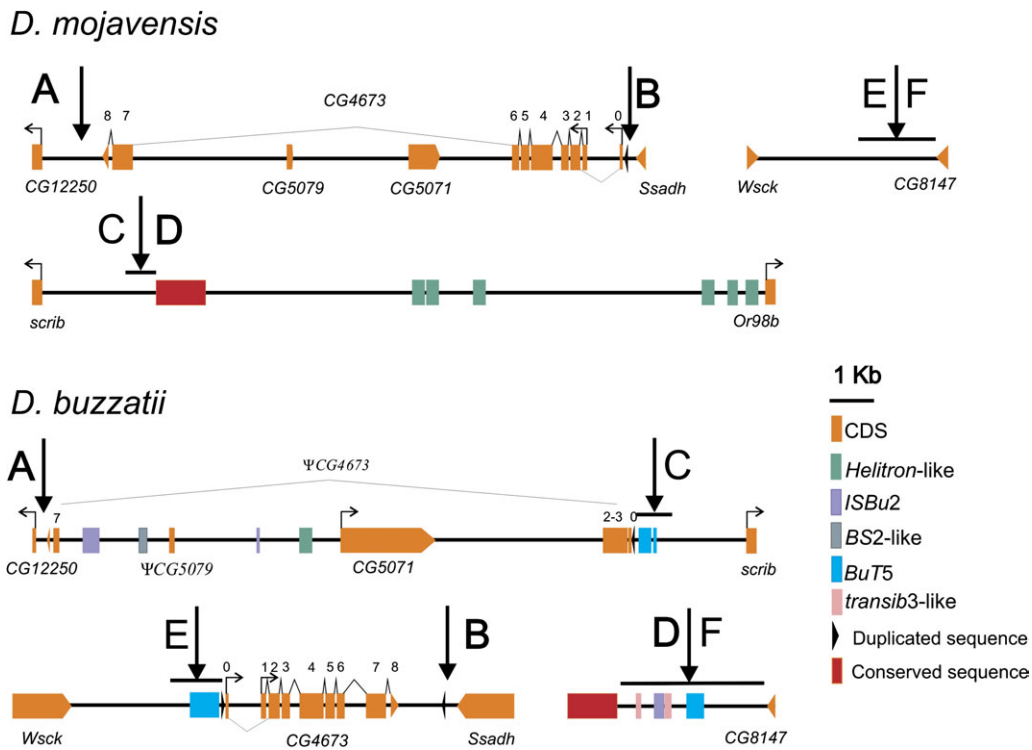 D. mojavensis
A
B
E F
CG4673
8 7 6 5 4 3 2 1 0
CG12250 CG5079 CG5071 Ssadh
Wsck CG8147
C D
scrib Or98b
D. buzzatii
1 Kb
CDS
Helitron-like
ISBu2
BS2-like
BuT5
transib3-like
Duplicated sequence
Conserved sequence
A
C
ΨCG4673
7 2-3 0
CG12250 ΨCG5079 CG5071 scrib
E
B
D F
0 1 2 3 4 5 6 7 8
Wsck CG4673 Ssadh
CG8147